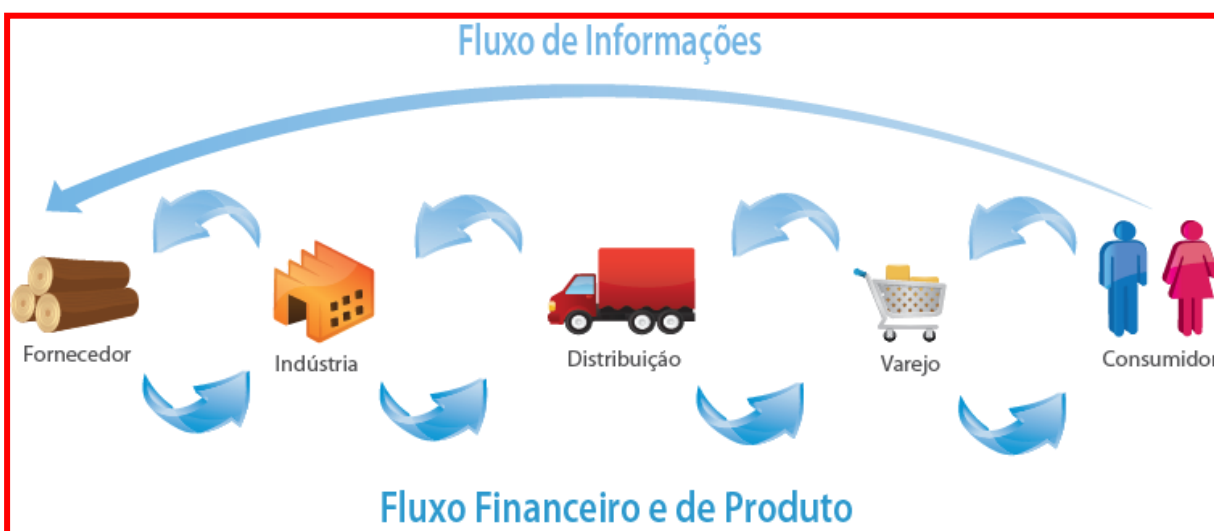 Fluxo de Informações
Fornecedor
Indústria
Distribuição
Varejo
Consumidor
Fluxo Financeiro e de Produto